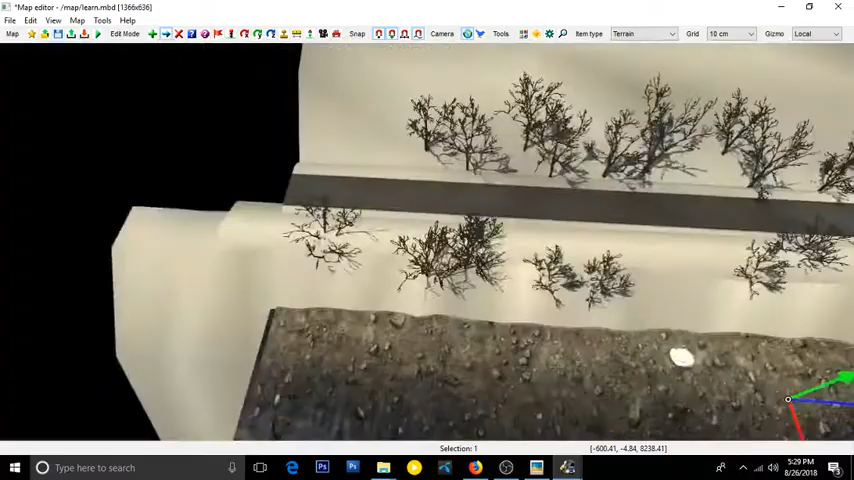 *Map editor - /map/learn.mbd [1366x636]
File Edit View Map Tools Help
Map Edit Mode Snap Camera Tools Item type Terrain Grid 10 cm Gizmo Local
Selection: 1 [-600.41, -4.84, 8238.41]
Type here to search
5:29 PM
8/26/2018